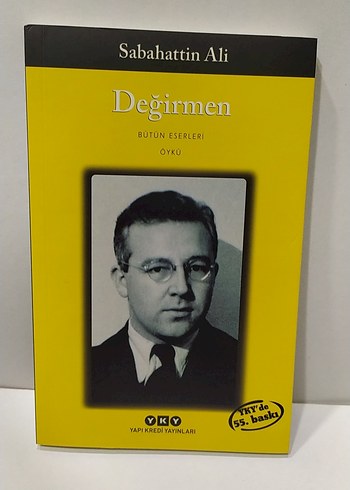 Sabahattin Ali
Değirmen
BÜTÜN ESERLERİ
ÖYKÜ
YKY
YAPI KREDİ YAYINLARI
YKY'de
55. baskı